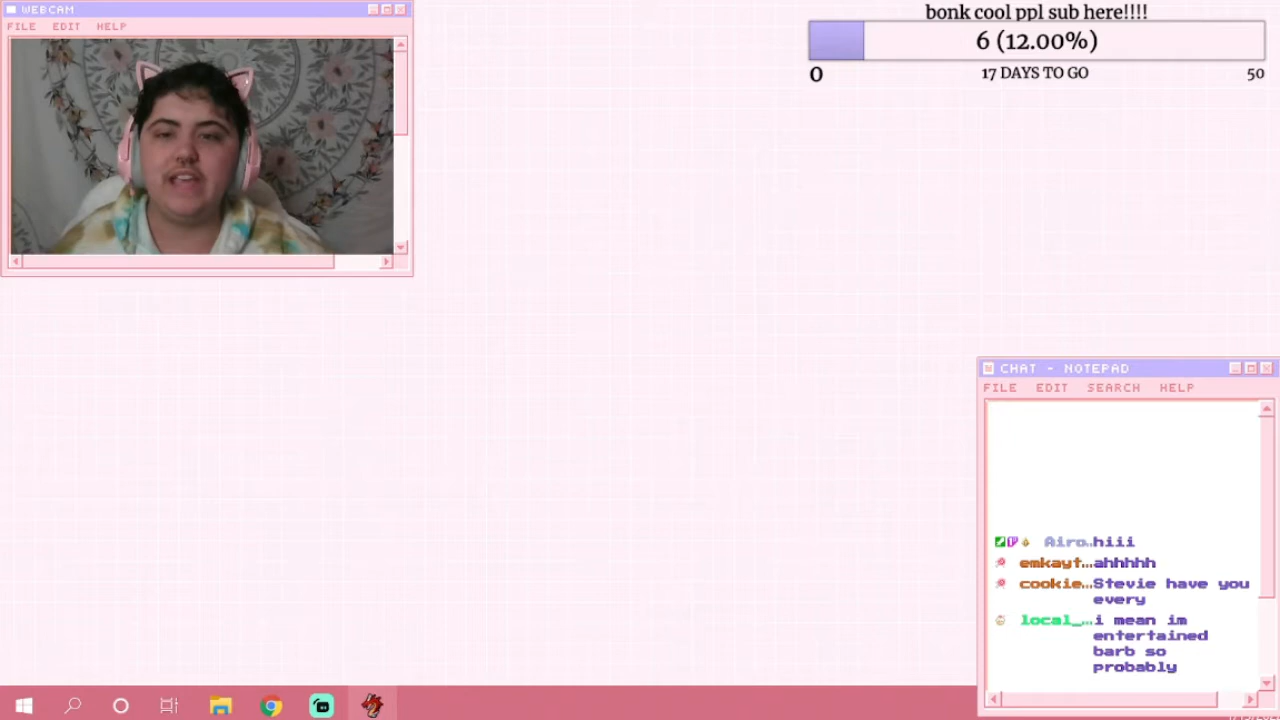 WEBCAM
FILE EDIT HELP
bonk cool ppl sub here!!!!
6 (12.00%)
0 17 DAYS TO GO 50
CHAT - NOTEPAD
FILE EDIT SEARCH HELP
Airo..hiii
emkayt...ahhhhh
cookie...Stevie have you
every
local_...i mean im
entertained
barb so
probably